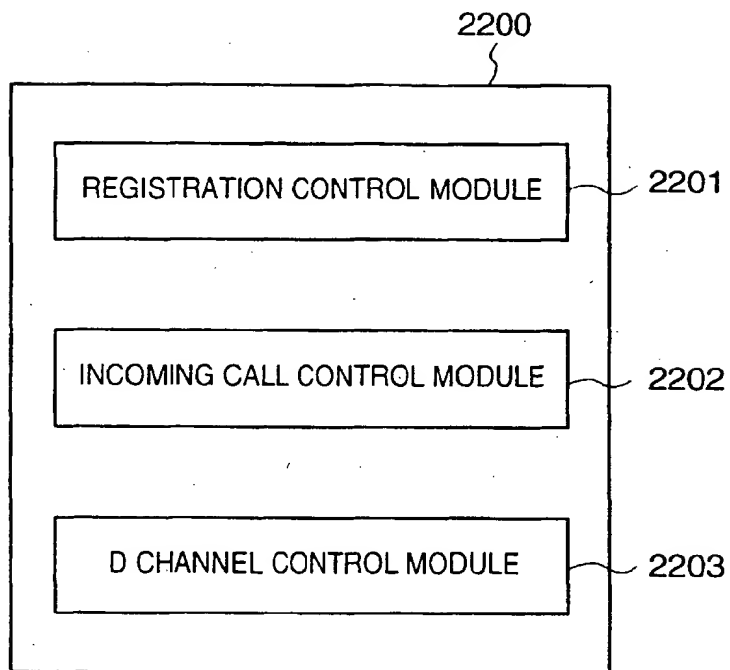 2200
REGISTRATION CONTROL MODULE
2201
INCOMING CALL CONTROL MODULE
2202
D CHANNEL CONTROL MODULE
2203